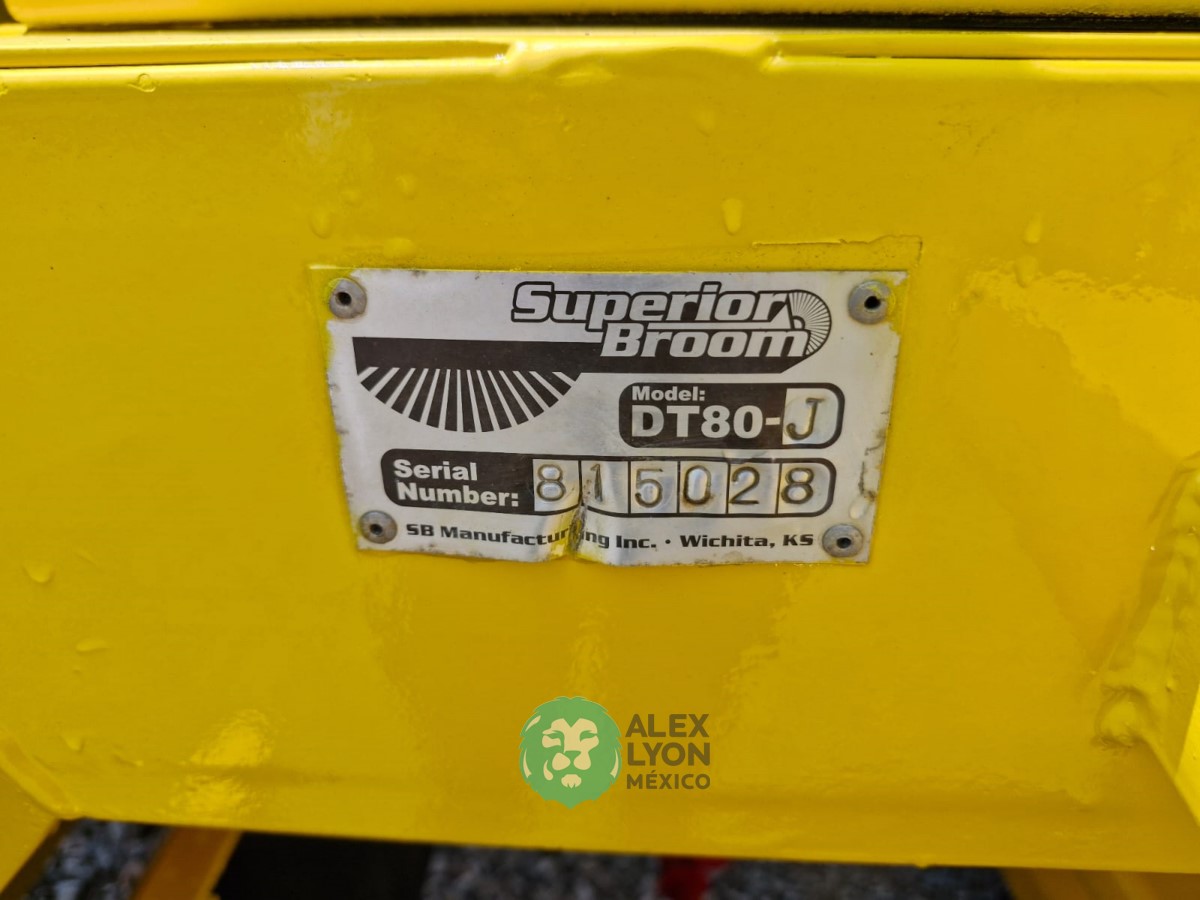 Superior
Broom
Model:
DT80-J
Serial
Number: 815028
SB Manufacturing Inc. · Wichita, KS
ALEX
LYON
MÉXICO